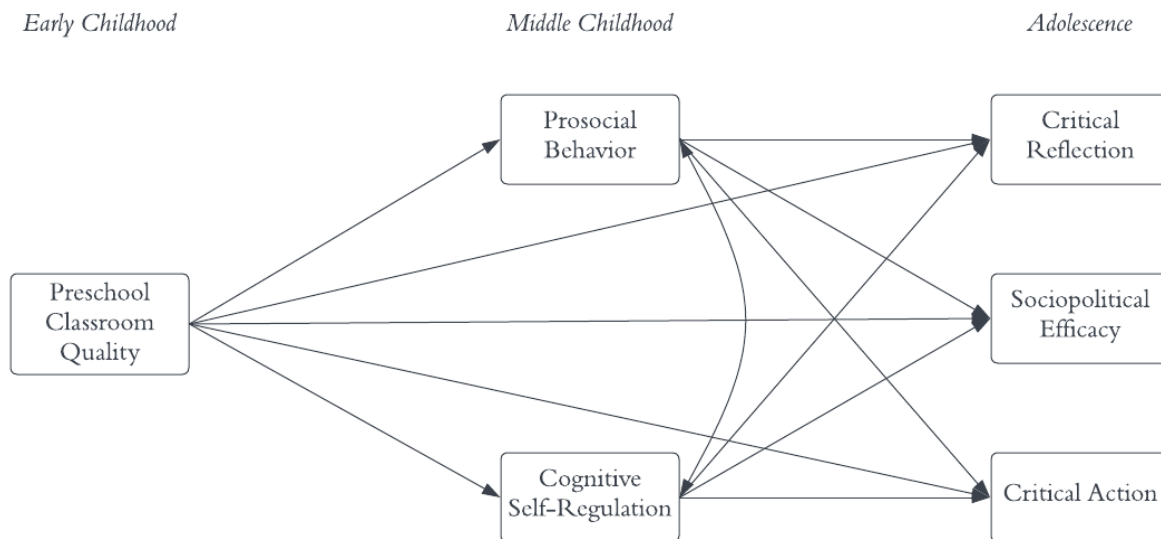 Early Childhood
Middle Childhood
Adolescence
Prosocial
Behavior
Critical
Reflection
Preschool
Classroom
Quality
Sociopolitical
Efficacy
Cognitive
Self-Regulation
Critical Action